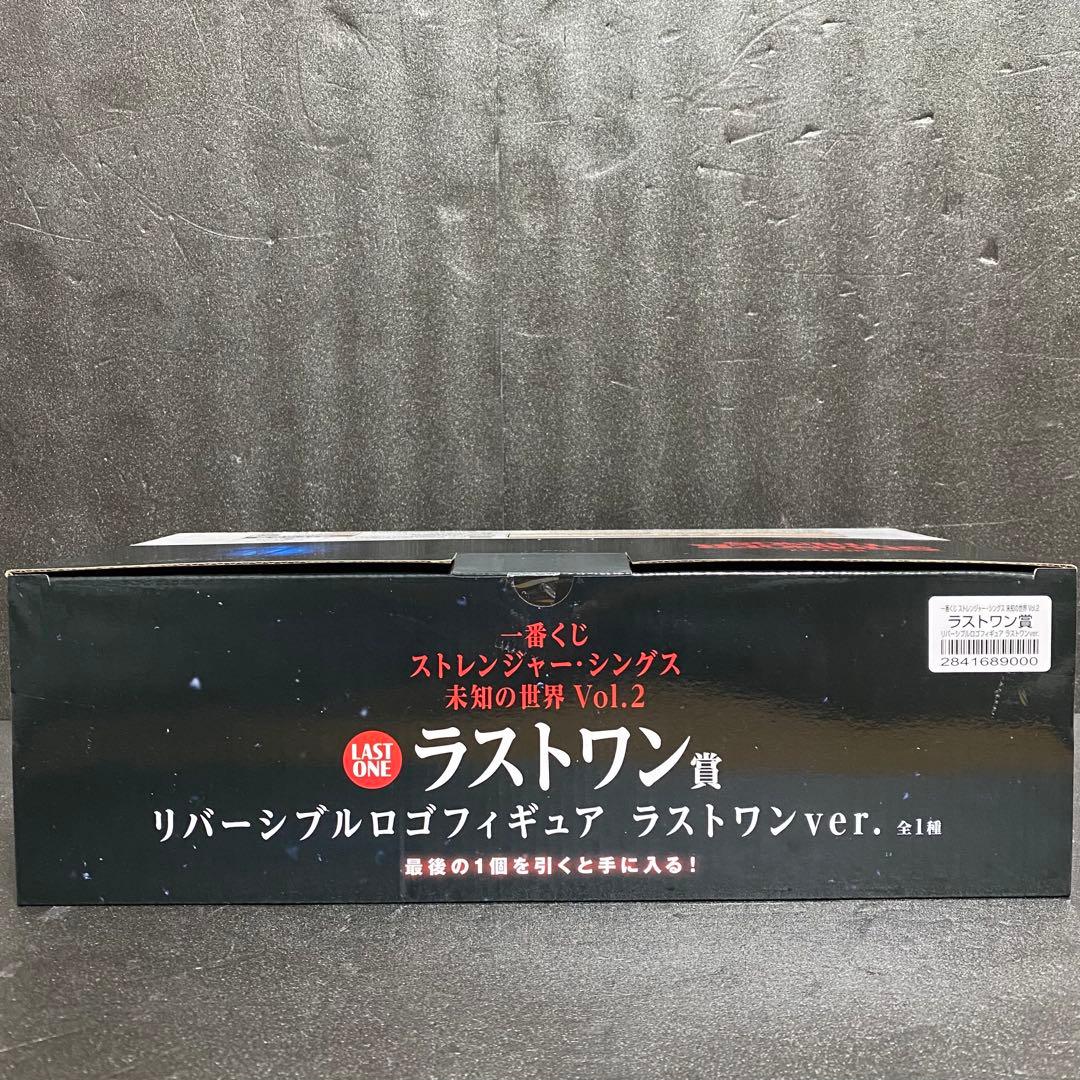 一番くじ
ストレンジャー・シングス
未知の世界 Vol.2
LAST
ONE
ラストワン賞
リバーシブルロゴフィギュア ラストワンver. 全1種
最後の1個を引くと手に入る！
一番くじ ストレンジャー・シングス 未知の世界 Vol.2
ラストワン賞
リバーシブルロゴフィギュア ラストワンver.
2841689000